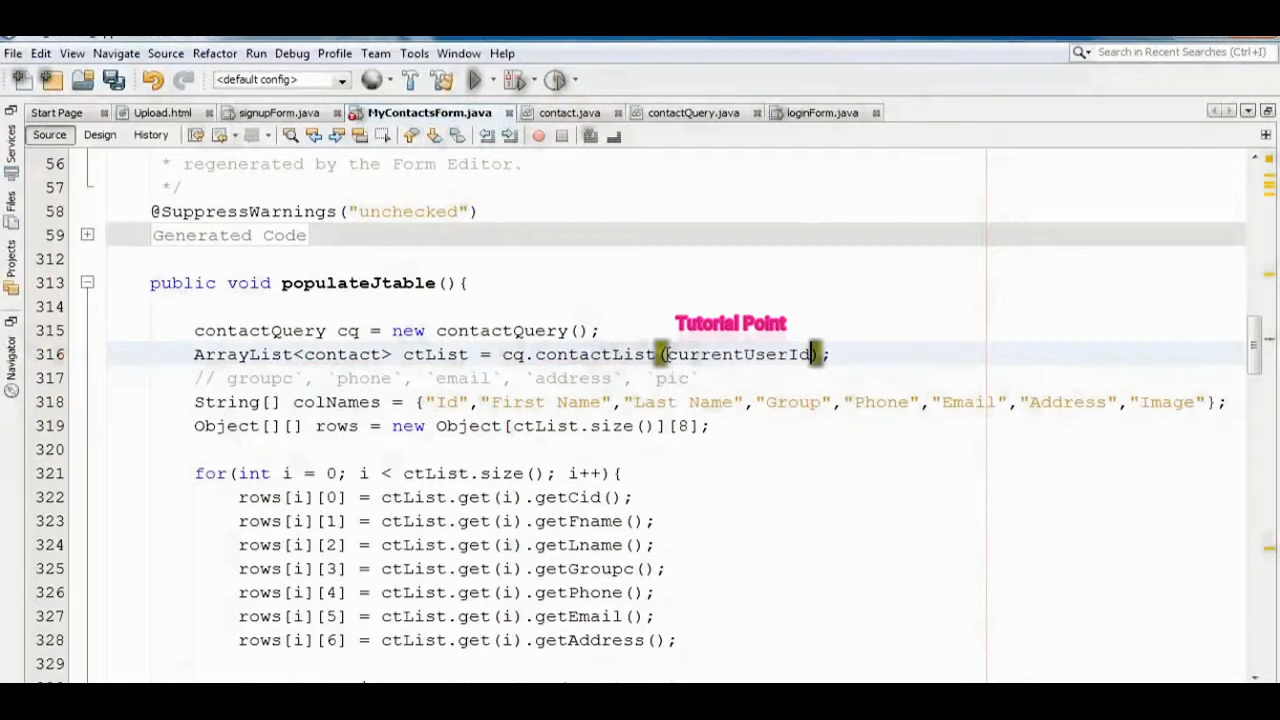 File Edit View Navigate Source Refactor Run Debug Profile Team Tools Window Help
Search in Recent Searches (Ctrl+I)
<default config>
Start Page Upload.html signupForm.java MyContactsForm.java contact.java contactQuery.java loginForm.java
Source Design History
Services
Files
Projects
Navigator
56 * regenerated by the Form Editor.
57 */
58 @SuppressWarnings("unchecked")
59 Generated Code
312
313 public void populateJtable(){
314
Tutorial Point
315 contactQuery cq = new contactQuery();
316 ArrayList<contact> ctList = cq.contactList(currentUserId);
317 // groupc`, `phone`, `email`, `address`, `pic`
318 String[] colNames = {"Id","First Name","Last Name","Group","Phone","Email","Address","Image"};
319 Object[][] rows = new Object[ctList.size()][8];
320
321 for(int i = 0; i < ctList.size(); i++){
322 rows[i][0] = ctList.get(i).getCid();
323 rows[i][1] = ctList.get(i).getFname();
324 rows[i][2] = ctList.get(i).getLname();
325 rows[i][3] = ctList.get(i).getGroupc();
326 rows[i][4] = ctList.get(i).getPhone();
327 rows[i][5] = ctList.get(i).getEmail();
328 rows[i][6] = ctList.get(i).getAddress();
329